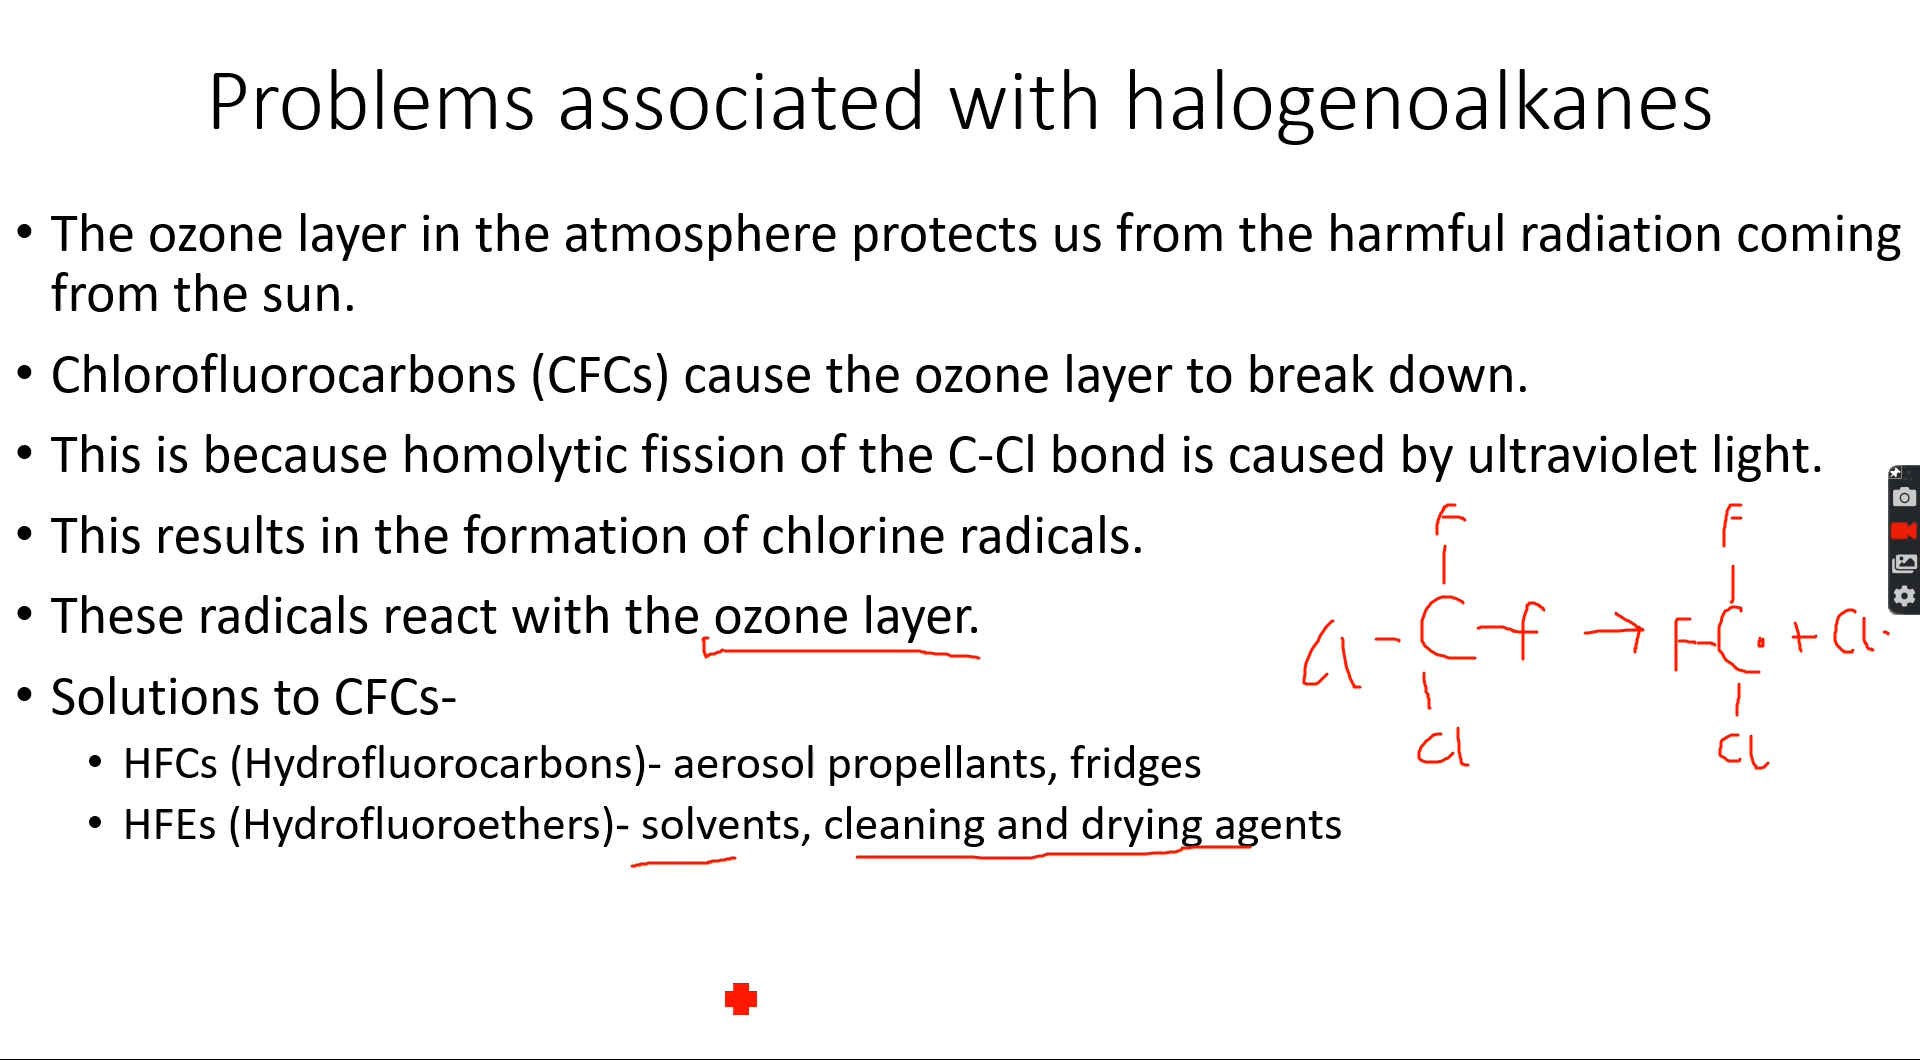 Problems associated with halogenoalkanes
• The ozone layer in the atmosphere protects us from the harmful radiation coming
from the sun.
• Chlorofluorocarbons (CFCs) cause the ozone layer to break down.
• This is because homolytic fission of the C-Cl bond is caused by ultraviolet light.
• This results in the formation of chlorine radicals.
• These radicals react with the ozone layer.
• Solutions to CFCs-
• HFCs (Hydrofluorocarbons)- aerosol propellants, fridges
• HFEs (Hydrofluoroethers)- solvents, cleaning and drying agents
F F
Cl - C - f → F - C• + Cl•
Cl Cl